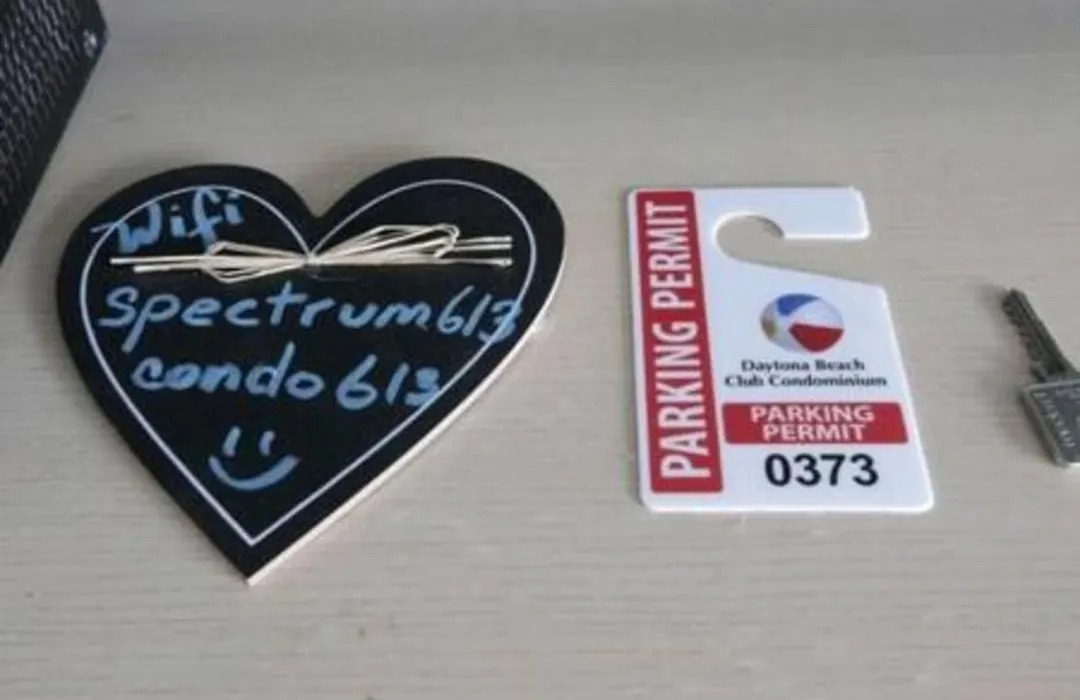 Wifi
spectrum613
condo613
PARKING PERMIT
Daytona Beach
Club Condominium
PARKING
PERMIT
0373